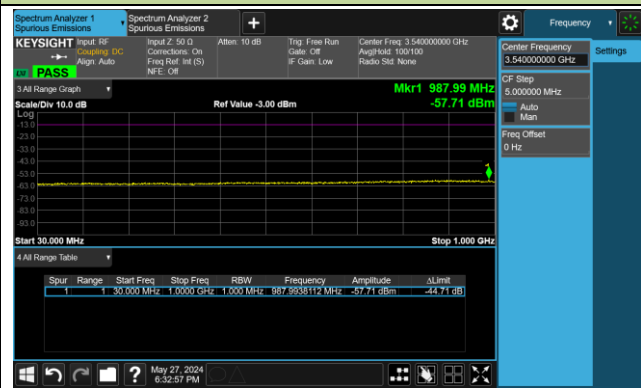 Spectrum Analyzer 1
Spurious Emissions
Spectrum Analyzer 2
Spurious Emissions
Frequency
KEYSIGHT
Input: RF
Coupling: DC
Align: Auto
Input Z: 50 Ω
Corrections: On
Freq Ref: Int (S)
NFE: Off
Atten: 10 dB
Trig: Free Run
Gate: Off
IF Gain: Low
Center Freq: 3.540000000 GHz
Avg|Hold: 100/100
Radio Std: None
PASS
Center Frequency
3.540000000 GHz
Settings
CF Step
5.000000 MHz
Auto
Man
Freq Offset
0 Hz
3 All Range Graph
Mkr1 987.99 MHz
Scale/Div 10.0 dB
Ref Value -3.00 dBm
-57.71 dBm
Log
-13.0
-23.0
-33.0
-43.0
-53.0
-63.0
-73.0
-83.0
-93.0
1
Start 30.000 MHz
Stop 1.000 GHz
4 All Range Table
Spur Range Start Freq Stop Freq RBW Frequency Amplitude ΔLimit
1 1 30.000 MHz 1.0000 GHz 1.000 MHz 987.9938112 MHz -57.71 dBm -44.71 dB
?
May 27, 2024
6:32:57 PM